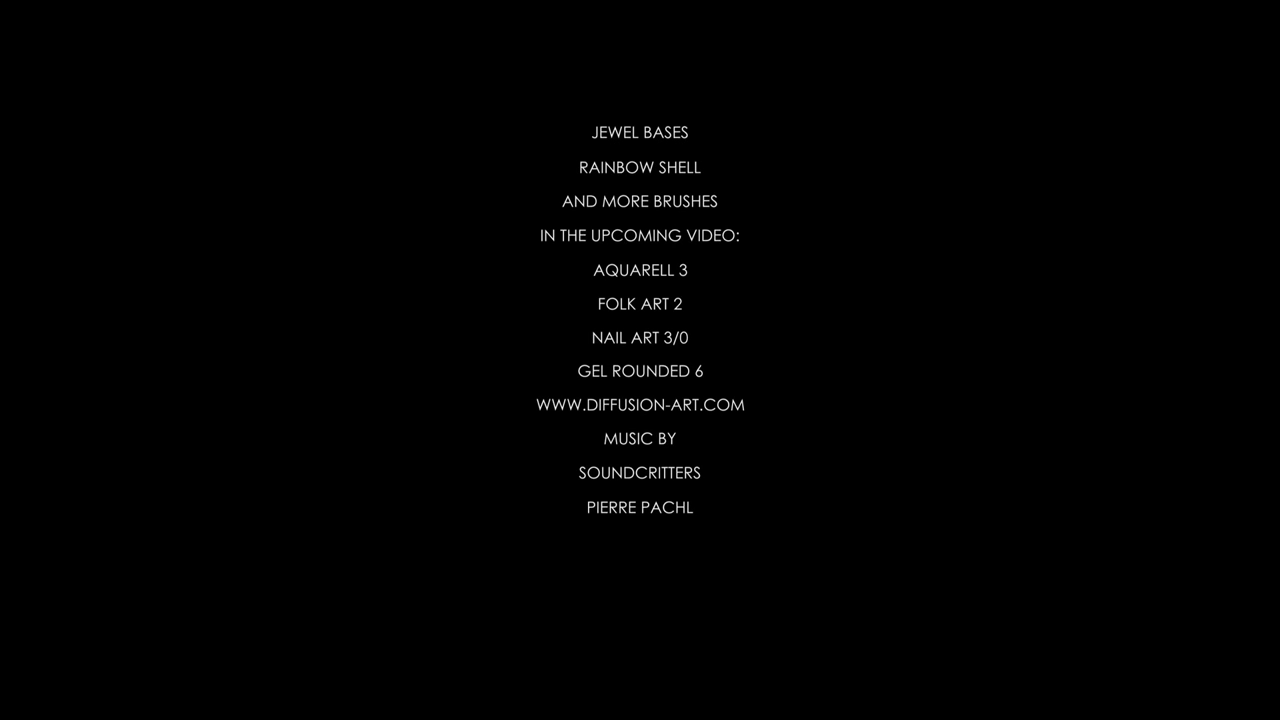 JEWEL BASES
RAINBOW SHELL
AND MORE BRUSHES
IN THE UPCOMING VIDEO:
AQUARELL 3
FOLK ART 2
NAIL ART 3/0
GEL ROUNDED 6
WWW.DIFFUSION-ART.COM
MUSIC BY
SOUNDCRITTERS
PIERRE PACHL